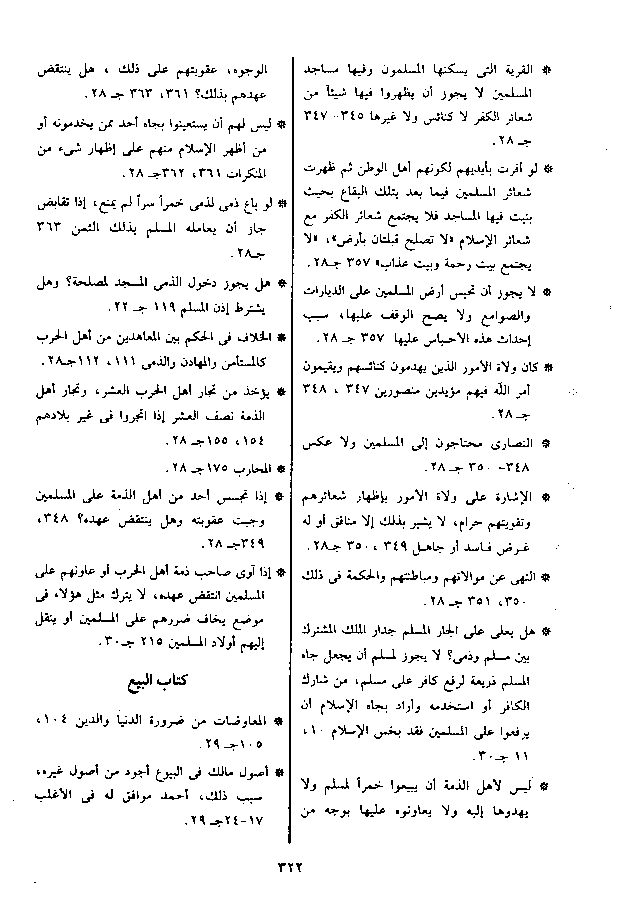 * القرية التى يسكنها المسلمون وفيها مساجد
المسلمين لا يجوز أن يظهروا فيها شيئاً من
شعائر الكفر لا كنائس ولا غيرها ٣٤٥- ٣٤٧
جـ ٢٨.
* لو أقرت بأيديهم لكونهم أهل الوطن ثم ظهرت
شعائر المسلمين فيما بعد بتلك البقاع بحيث
بنيت فيها المساجد فلا يجتمع شعائر الكفر مع
شعائر الإسلام «لا تصلح قبلتان بأرض»، «لا
يجتمع بيت رحمة وبيت عذاب» ٣٥٧ جـ ٢٨.
* لا يجوز أن تحبس أرض المسلمين على الديارات
والصوامع ولا يصح الوقف عليها، سبب
إحداث هذه الأحباس عليها ٣٥٧ جـ ٢٨.
* كان ولاة الأمور الذين يهدمون كنائسهم ويقيمون
أمر الله فيهم مؤيدين منصورين ٣٤٧ ، ٣٤٨
جـ ٢٨.
* النصارى محتاجون إلى المسلمين ولا عكس
٣٤٨- ٣٥٠ جـ ٢٨.
* الإشارة على ولاة الأمور بإظهار شعائرهم
وتقويتهم حرام، لا يشير بذلك إلا منافق أو له
غرض فاسد أو جاهل ٣٤٩ ، ٣٥٠ جـ ٢٨.
* النهى عن موالاتهم ومباطنتهم والحكمة فى ذلك
٣٥٠، ٣٥١ جـ ٢٨.
* هل يعلى على الجار المسلم جدار الملك المشترك
بين مسلم وذمى؟ لا يجوز لمسلم أن يجعل جاه
المسلم ذريعة لرفع كافر على مسلم، من شارك
الكافر أو استخدمه وأراد بجاه الإسلام أن
يرفعوا على المسلمين فقد بخس الإسلام ١٠ ،
١١ جـ ٣٠.
* ليس لأهل الذمة أن يبيعوا خمراً لمسلم ولا
يهدوها إليه ولا يعاونوه عليها بوجه من
الوجوه، عقوبتهم على ذلك ، هل ينتقض
عهدهم بذلك؟ ٣٦١، ٣٦٣ جـ ٢٨.
* ليس لهم أن يستعينوا بجاه أحد ممن يخدمونه أو
من أظهر الإسلام منهم على إظهار شىء من
المنكرات ٣٦١، ٣٦٢ جـ ٢٨.
* لو باع ذمى لذمى خمراً سراً لم يمنع، إذا تقابض
جاز أن يعامله المسلم بذلك الثمن ٣٦٣
جـ ٢٨.
* هل يجوز دخول الذمى المسجد لمصلحة؟ وهل
يشترط إذن المسلم ١١٩ جـ ٢٢.
* الخلاف فى الحكم بين المعاهدين من أهل الحرب
كالمستأمن والمهادن والذمى ١١١، ١١٢ جـ ٢٨.
* يؤخذ من تجار أهل الحرب العشر، وتجار أهل
الذمة نصف العشر إذا اتجروا فى غير بلادهم
١٥٤، ١٥٥ جـ ٢٨.
* المحارب ١٧٥ جـ ٢٨.
* إذا تجسس أحد من أهل الذمة على المسلمين
وجبت عقوبته وهل ينتقض عهده؟ ٣٤٨،
٣٤٩ جـ ٢٨.
* إذا آوى صاحب ذمة أهل الحرب أو عاونهم على
المسلمين انتقض عهده، لا يترك مثل هؤلاء فى
موضع يخاف ضررهم على المسلمين أو ينقل
إليهم أولاد المسلمين ٢١٥ جـ ٣٠.
كتاب البيع
* المعاوضات من ضرورة الدنيا والدين ١٠٤،
١٠٥ جـ ٢٩.
* أصول مالك فى البيوع أجود من أصول غيره،
سبب ذلك، أحمد موافق له فى الأغلب
١٧-٢٤ جـ ٢٩.
٣٢٢